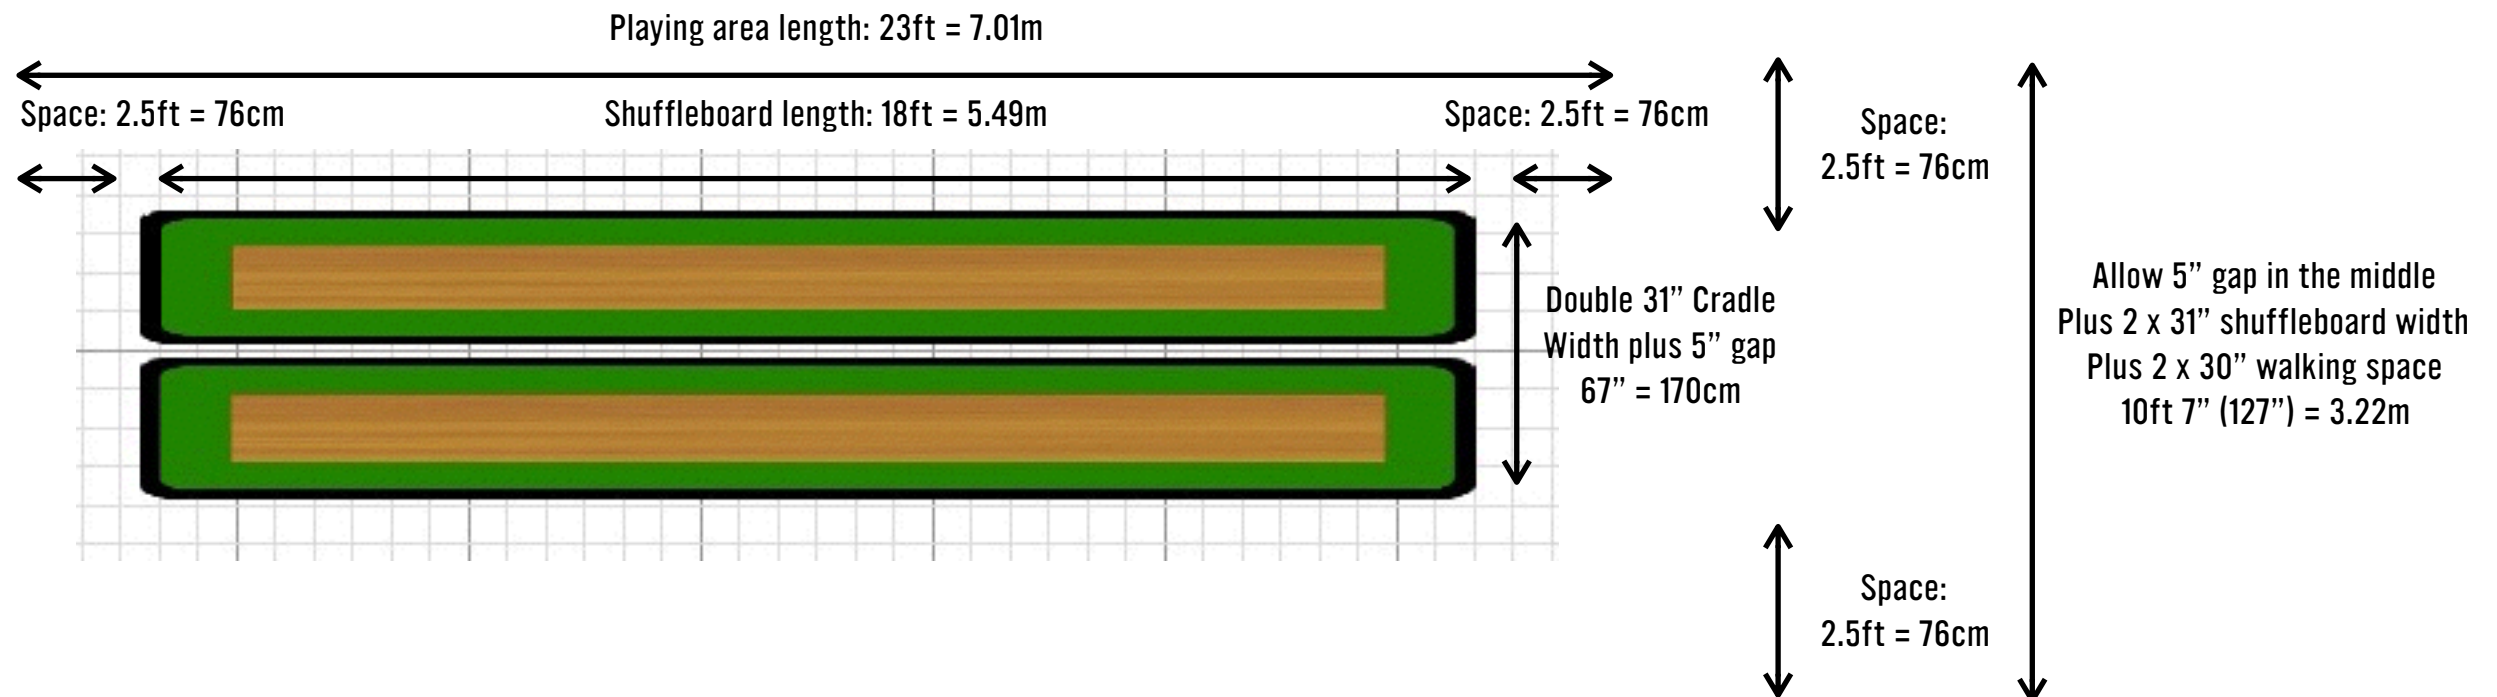 Playing area length: 23ft = 7.01m
Space: 2.5ft = 76cm
Shuffleboard length: 18ft = 5.49m
Space: 2.5ft = 76cm
Space:
2.5ft = 76cm
Double 31” Cradle
Width plus 5” gap
67” = 170cm
Allow 5” gap in the middle
Plus 2 x 31” shuffleboard width
Plus 2 x 30” walking space
10ft 7” (127”) = 3.22m
Space:
2.5ft = 76cm